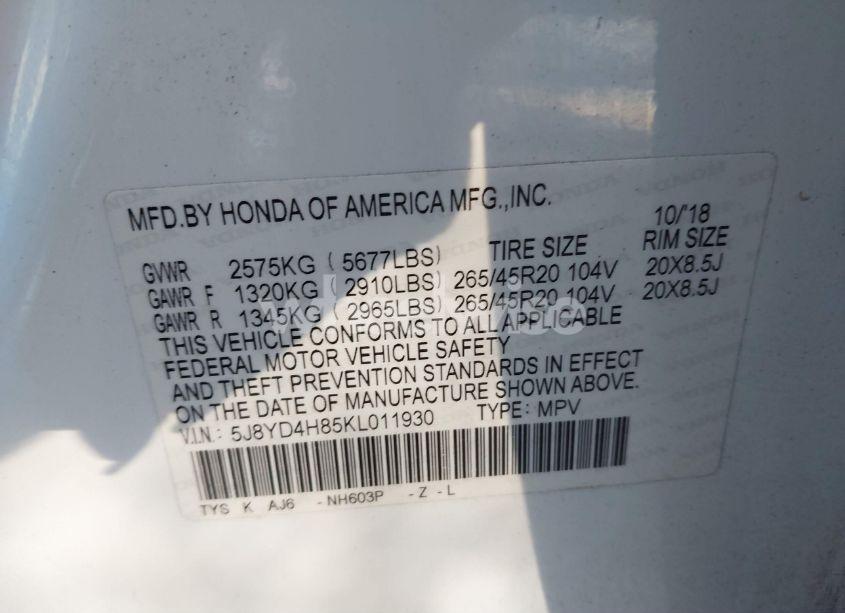 MFD.BY HONDA OF AMERICA MFG.,INC. 10/'18
GVWR 2575KG ( 5677LBS) TIRE SIZE RIM SIZE
GAWR F 1320KG ( 2910LBS) 265/45R20 104V 20X8.5J
GAWR R 1345KG ( 2965LBS) 265/45R20 104V 20X8.5J
THIS VEHICLE CONFORMS TO ALL APPLICABLE
FEDERAL MOTOR VEHICLE SAFETY
AND THEFT PREVENTION STANDARDS IN EFFECT
ON THE DATE OF MANUFACTURE SHOWN ABOVE.
V.I.N.: 5J8YD4H85KL011930 TYPE: MPV
TYS K AJ6 -NH603P -Z -L